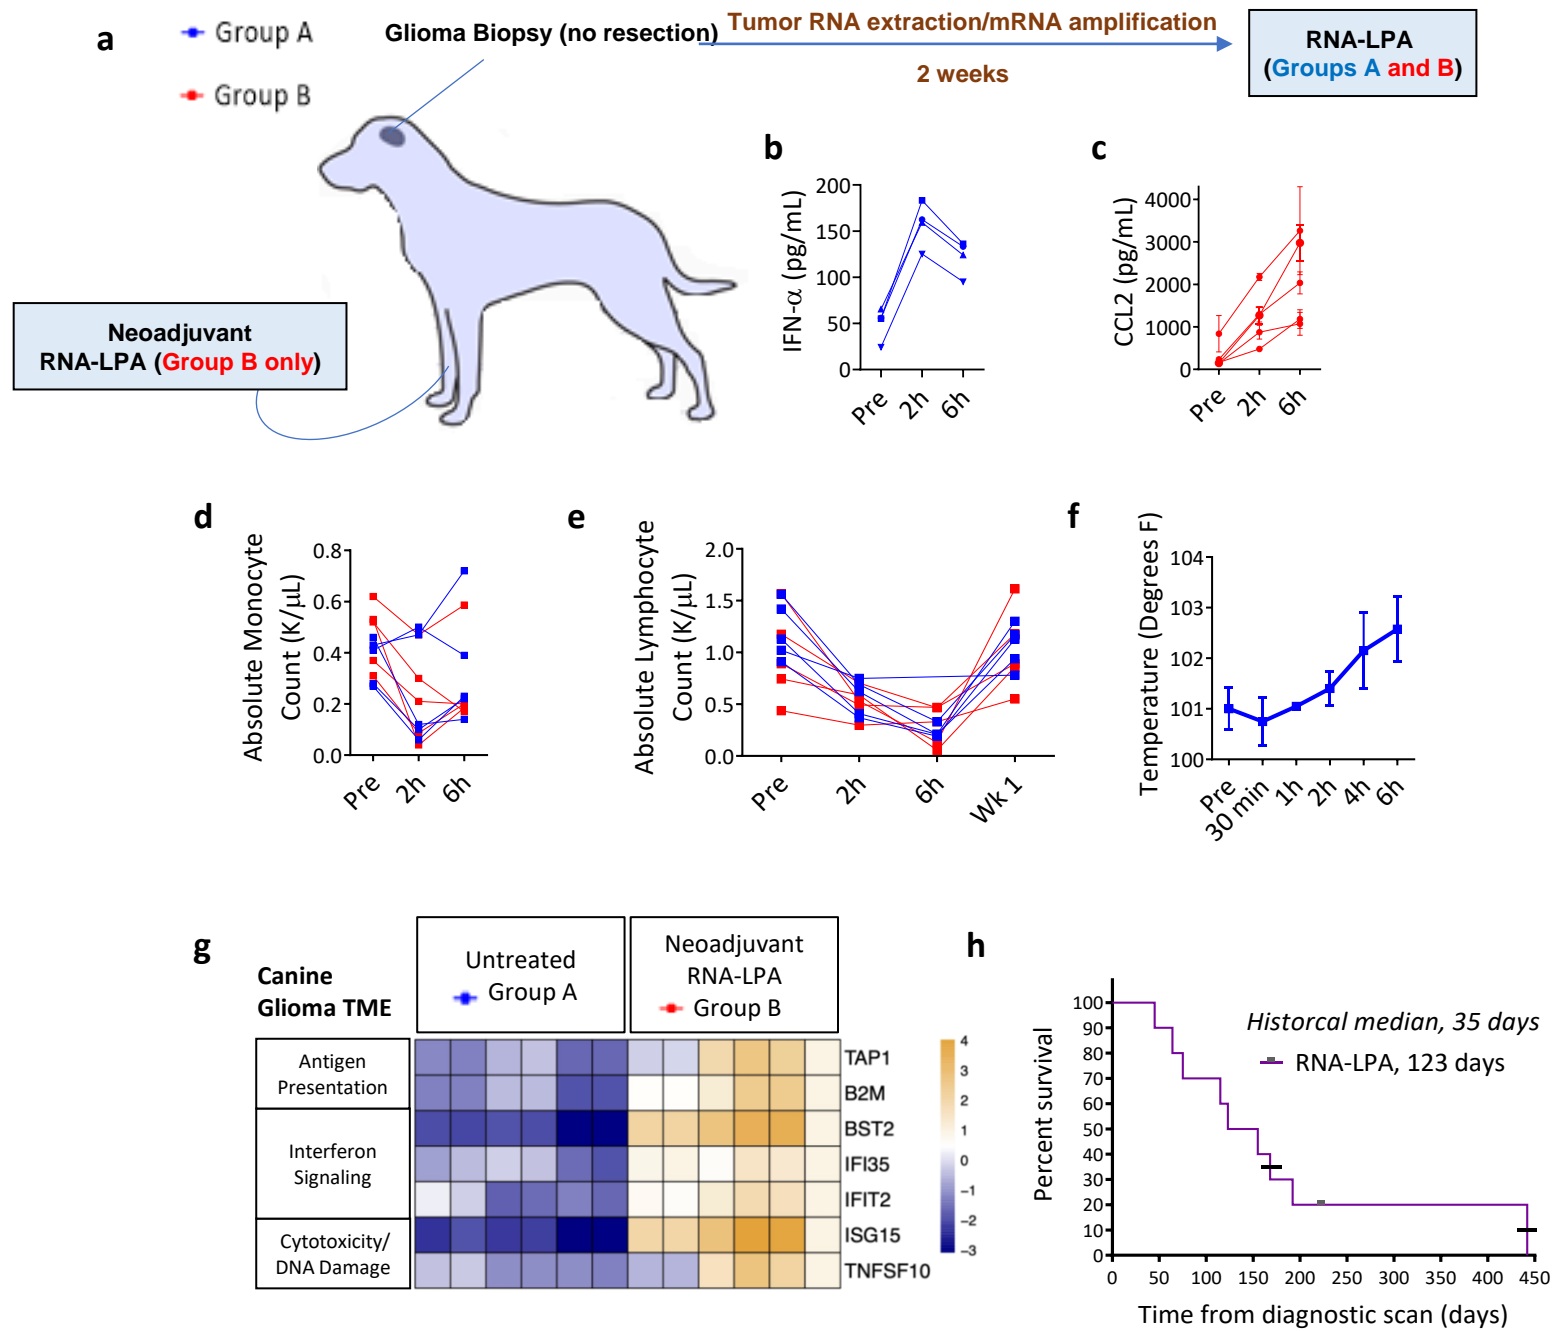 a
Group A
Group B
Glioma Biopsy (no resection)
Tumor RNA extraction/mRNA amplification
2 weeks
RNA-LPA
(Groups A and B)
Neoadjuvant
RNA-LPA (Group B only)
b
IFN-α (pg/mL)
200
150
100
50
0
Pre
2h
6h
c
CCL2 (pg/mL)
4000
3000
2000
1000
0
Pre
2h
6h
d
Absolute Monocyte
Count (K/μL)
0.8
0.6
0.4
0.2
0.0
Pre
2h
6h
e
Absolute Lymphocyte
Count (K/μL)
2.0
1.5
1.0
0.5
0.0
Pre
2h
6h
Wk 1
f
Temperature (Degrees F)
104
103
102
101
100
Pre
30 min
1h
2h
4h
6h
g
Canine
Glioma TME
Untreated
Group A
Neoadjuvant
RNA-LPA
Group B
Antigen
Presentation
Interferon
Signaling
Cytotoxicity/
DNA Damage
TAP1
B2M
BST2
IFI35
IFIT2
ISG15
TNFSF10
4
3
2
1
0
−1
−2
−3
h
Percent survival
100
90
80
70
60
50
40
30
20
10
0
Historcal median, 35 days
RNA-LPA, 123 days
0 50 100 150 200 250 300 350 400 450
Time from diagnostic scan (days)